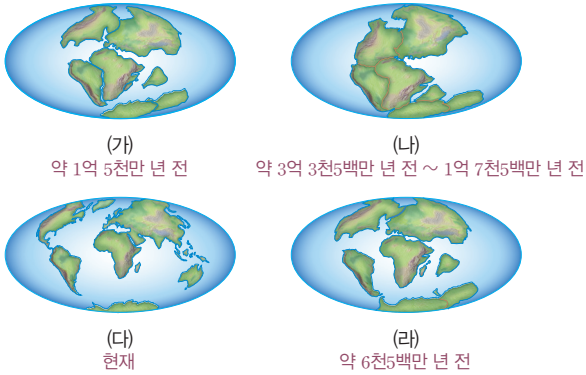 (가)
약 1억 5천만 년 전
(나)
약 3억 3천5백만 년 전 ~ 1억 7천5백만 년 전
(다)
현재
(라)
약 6천5백만 년 전